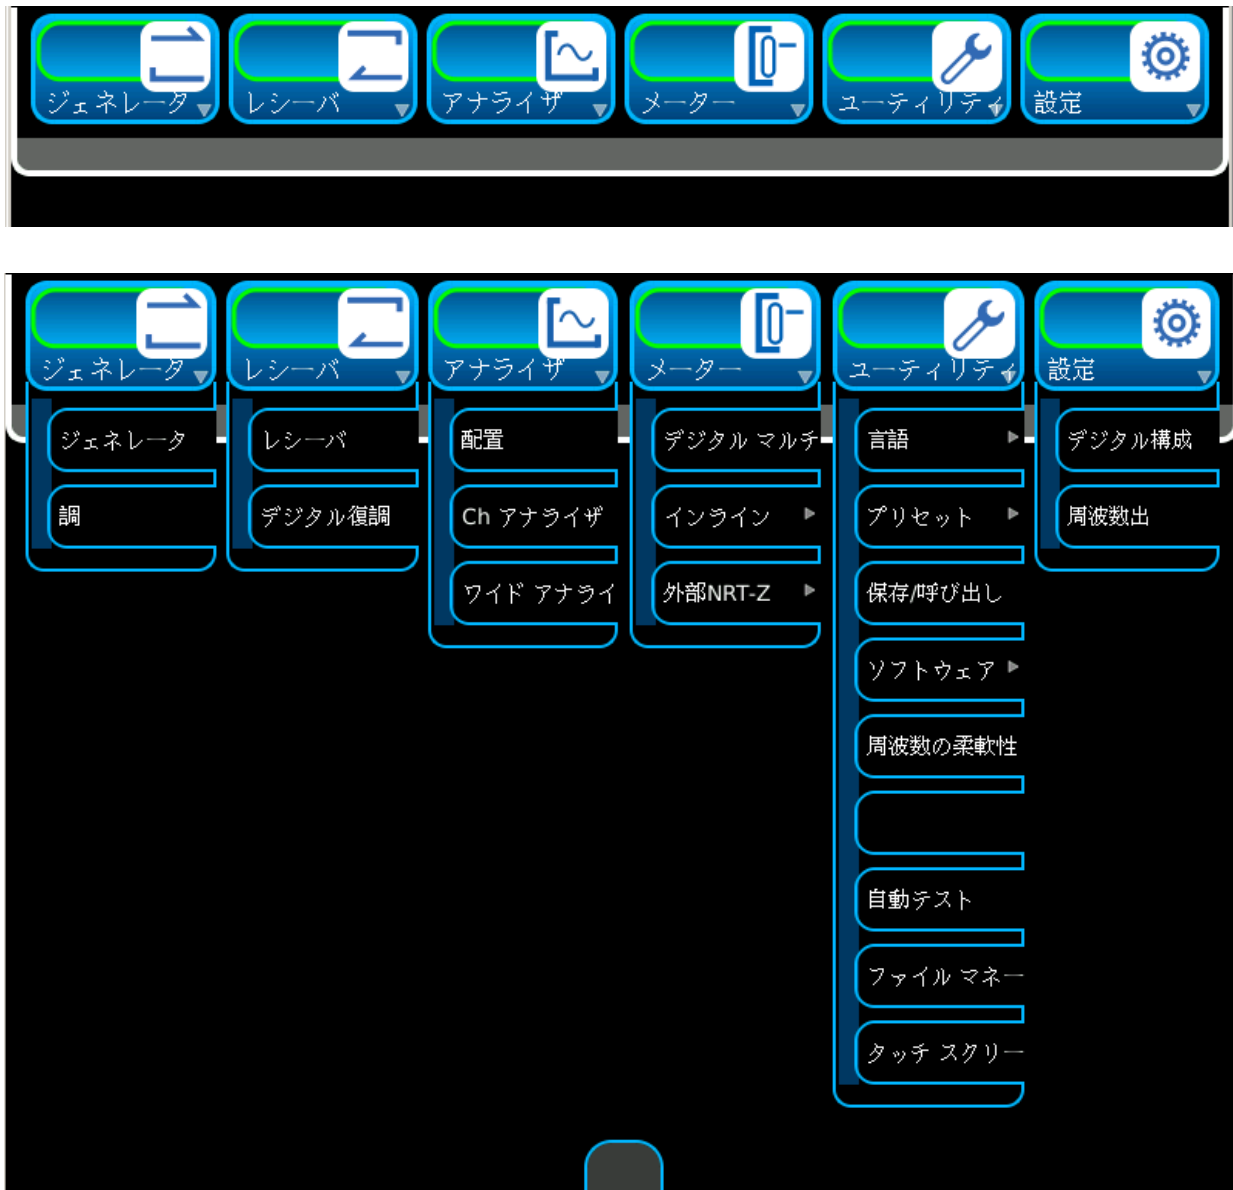 ジェネレータ
レシーバ
アナライザ
メーター
ユーティリティ
設定
ジェネレータ
レシーバ
アナライザ
メーター
ユーティリティ
設定
ジェネレータ
調
レシーバ
デジタル復調
配置
Ch アナライザ
ワイド アナライ
デジタル マルチ
インライン
外部NRT-Z
言語
プリセット
保存/呼び出し
ソフトウェア
周波数の柔軟性
自動テスト
ファイル マネー
タッチ スクリー
デジタル構成
周波数出